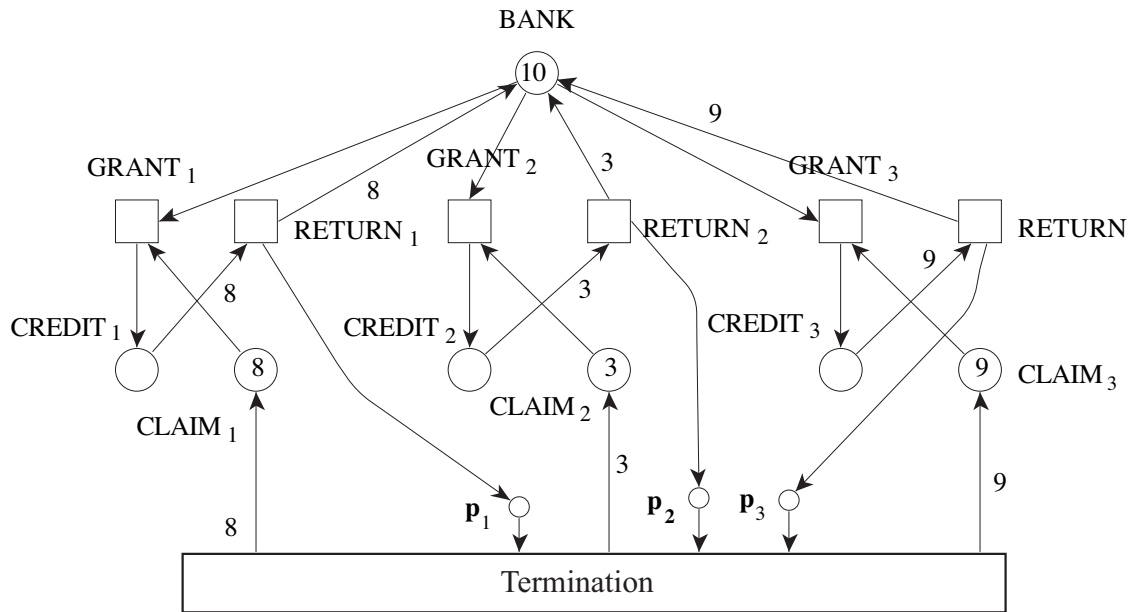 BANK
10
9
GRANT 1
GRANT 2
3
GRANT 3
8
RETURN 1
RETURN 2
RETURN
8
3
9
CREDIT 1
CREDIT 2
CREDIT 3
8
3
9
CLAIM 3
CLAIM 1
CLAIM 2
3
9
p1
p2
p3
8
Termination